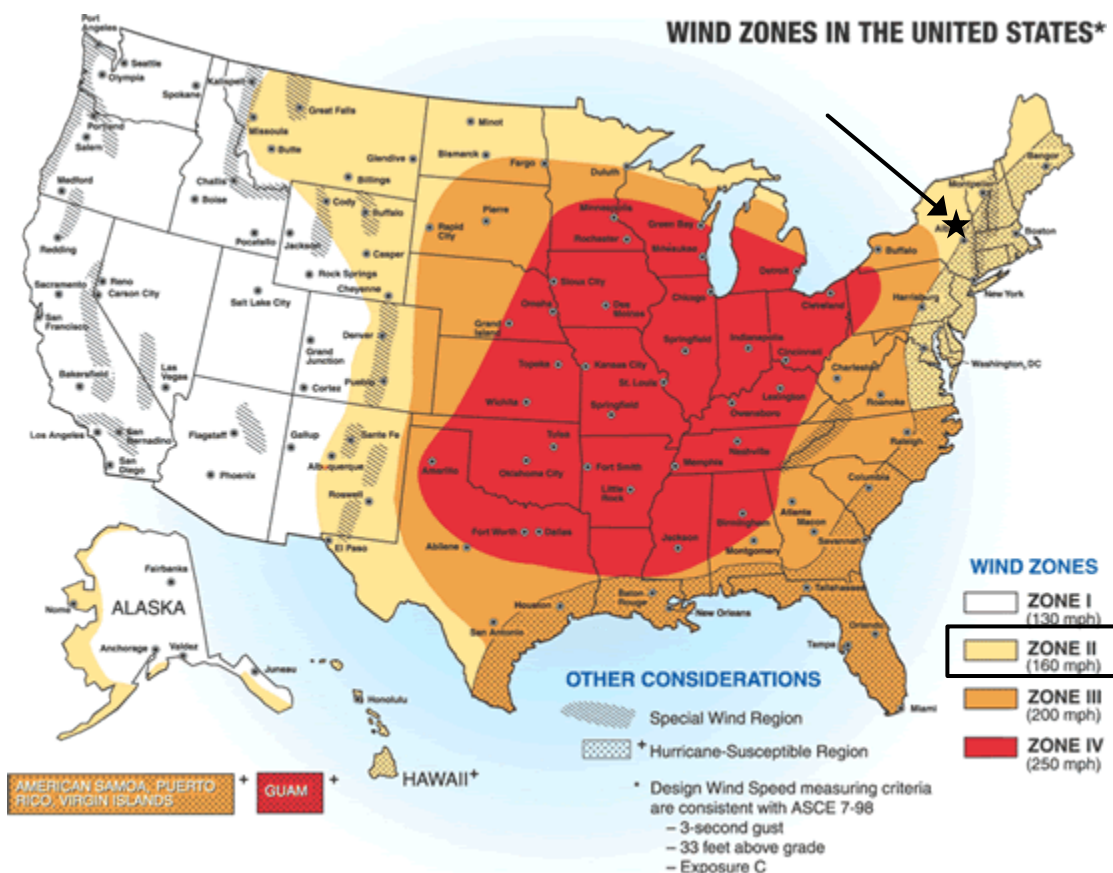 WIND ZONES IN THE UNITED STATES*
Port
Angeles
Seattle
Olympia
Spokane
Kalispell
Great Falls
Portland
Salem
Missoula
Butte
Minot
Bismarck
Glendive
Fargo
Duluth
Billings
Medford
Challis
Boise
Cody
Buffalo
Rapid
City
Pierre
Minneapolis
Green Bay
Rochester
Milwaukee
Detroit
Buffalo
Montpelier
Bangor
Boston
Redding
Pocatello
Jackson
Casper
Rock Springs
Cheyenne
Sioux City
Des
Moines
Omaha
Chicago
Cleveland
Harrisburg
New York
Sacramento
Reno
Carson City
Salt Lake City
San
Francisco
Grand
Island
Denver
Grand
Junction
Springfield
Indianapolis
Cincinnati
Washington, DC
Charleston
Topeka
Kansas City
St. Louis
Pueblo
Cortez
Las
Vegas
Bakersfield
Lexington
Roanoke
Owensboro
Wichita
Springfield
Raleigh
Los Angeles
San
Bernadino
San
Diego
Flagstaff
Gallup
Sante Fe
Albuquerque
Tulsa
Nashville
Memphis
Amarillo
Oklahoma City
Fort Smith
Phoenix
Roswell
Little
Rock
Columbia
Atlanta
Macon
Birmingham
Fort Worth
Dallas
Savannah
Jackson
Montgomery
El Paso
Abilene
Tallahassee
Houston
Baton
Rouge
New Orleans
San Antonio
Orlando
Tampa
Miami
Fairbanks
Nome
ALASKA
Anchorage
Valdez
Juneau
Honolulu
HAWAII+
AMERICAN SAMOA, PUERTO
RICO, VIRGIN ISLANDS
+
GUAM
+
OTHER CONSIDERATIONS
Special Wind Region
+ Hurricane-Susceptible Region
* Design Wind Speed measuring criteria
are consistent with ASCE 7-98
– 3-second gust
– 33 feet above grade
– Exposure C
WIND ZONES
ZONE I
(130 mph)
ZONE II
(160 mph)
ZONE III
(200 mph)
ZONE IV
(250 mph)